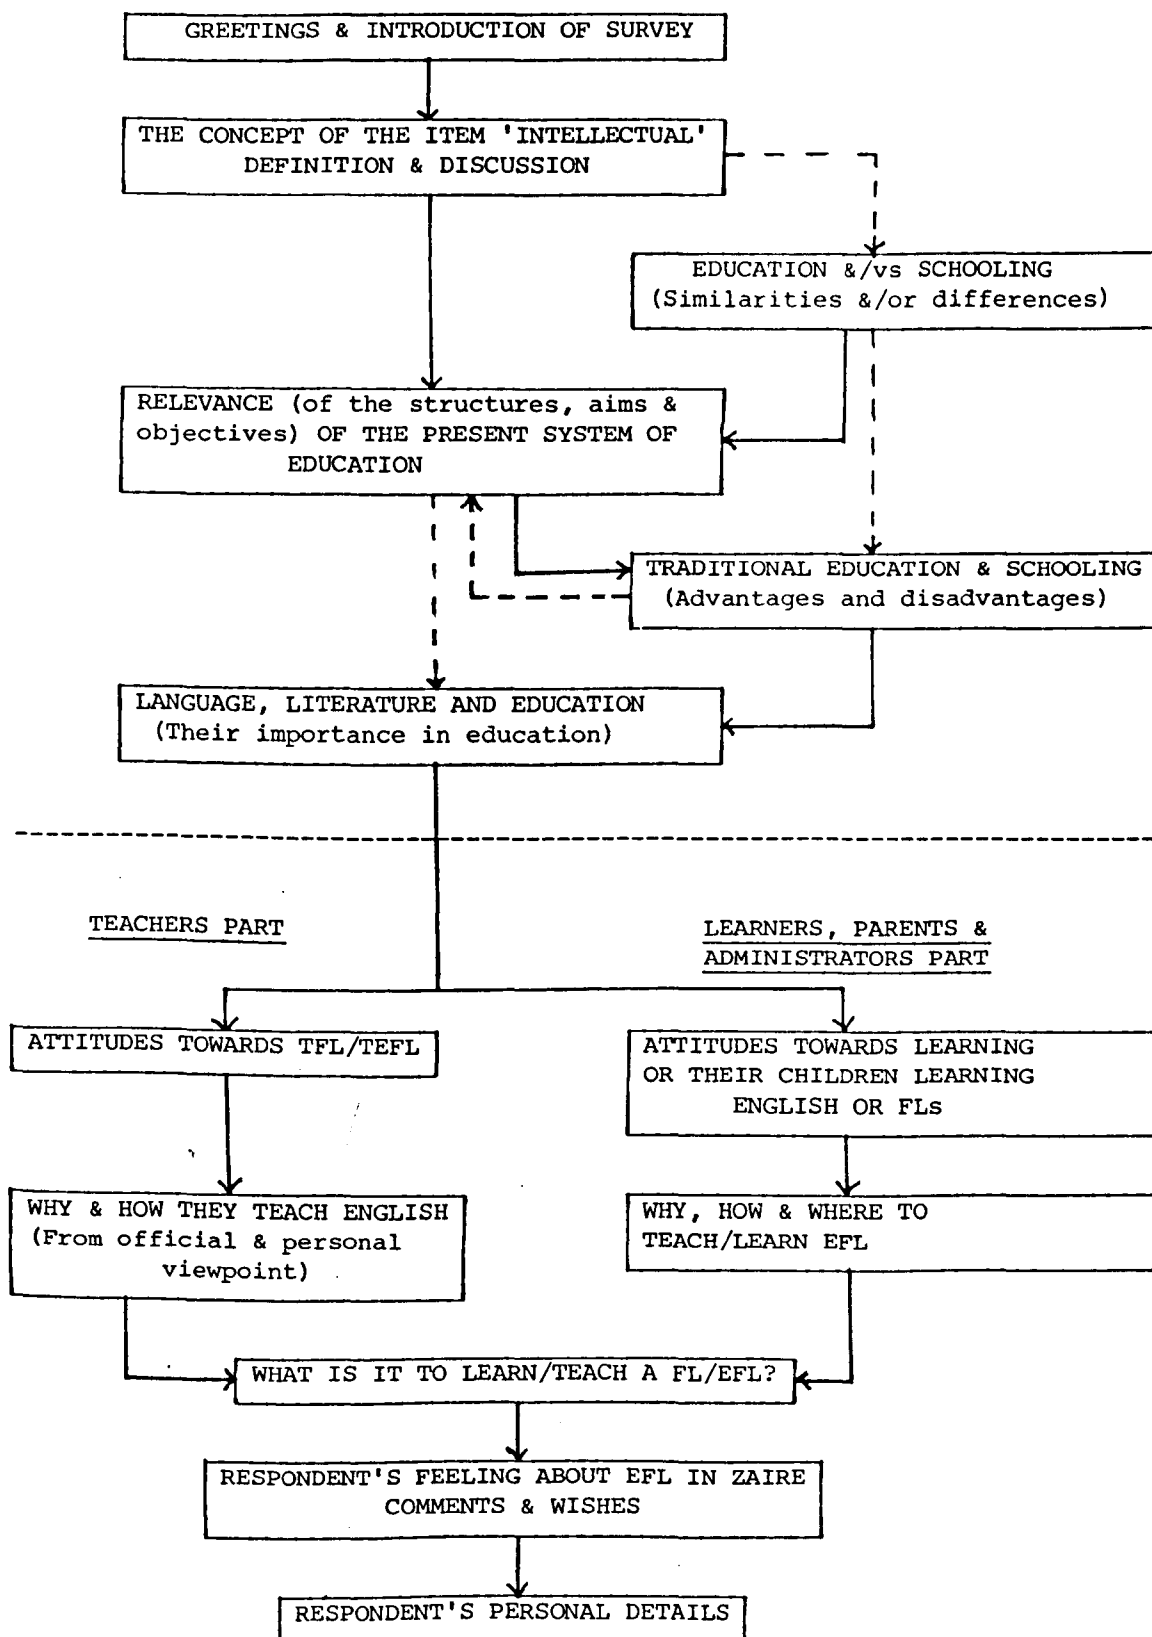 GREETINGS & INTRODUCTION OF SURVEY
THE CONCEPT OF THE ITEM 'INTELLECTUAL'
DEFINITION & DISCUSSION
EDUCATION &/vs SCHOOLING
(Similarities &/or differences)
RELEVANCE (of the structures, aims &
objectives) OF THE PRESENT SYSTEM OF
EDUCATION
TRADITIONAL EDUCATION & SCHOOLING
(Advantages and disadvantages)
LANGUAGE, LITERATURE AND EDUCATION
(Their importance in education)
TEACHERS PART
LEARNERS, PARENTS &
ADMINISTRATORS PART
ATTITUDES TOWARDS TFL/TEFL
ATTITUDES TOWARDS LEARNING
OR THEIR CHILDREN LEARNING
ENGLISH OR FLs
WHY & HOW THEY TEACH ENGLISH
(From official & personal
viewpoint)
WHY, HOW & WHERE TO
TEACH/LEARN EFL
WHAT IS IT TO LEARN/TEACH A FL/EFL?
RESPONDENT'S FEELING ABOUT EFL IN ZAIRE
COMMENTS & WISHES
RESPONDENT'S PERSONAL DETAILS